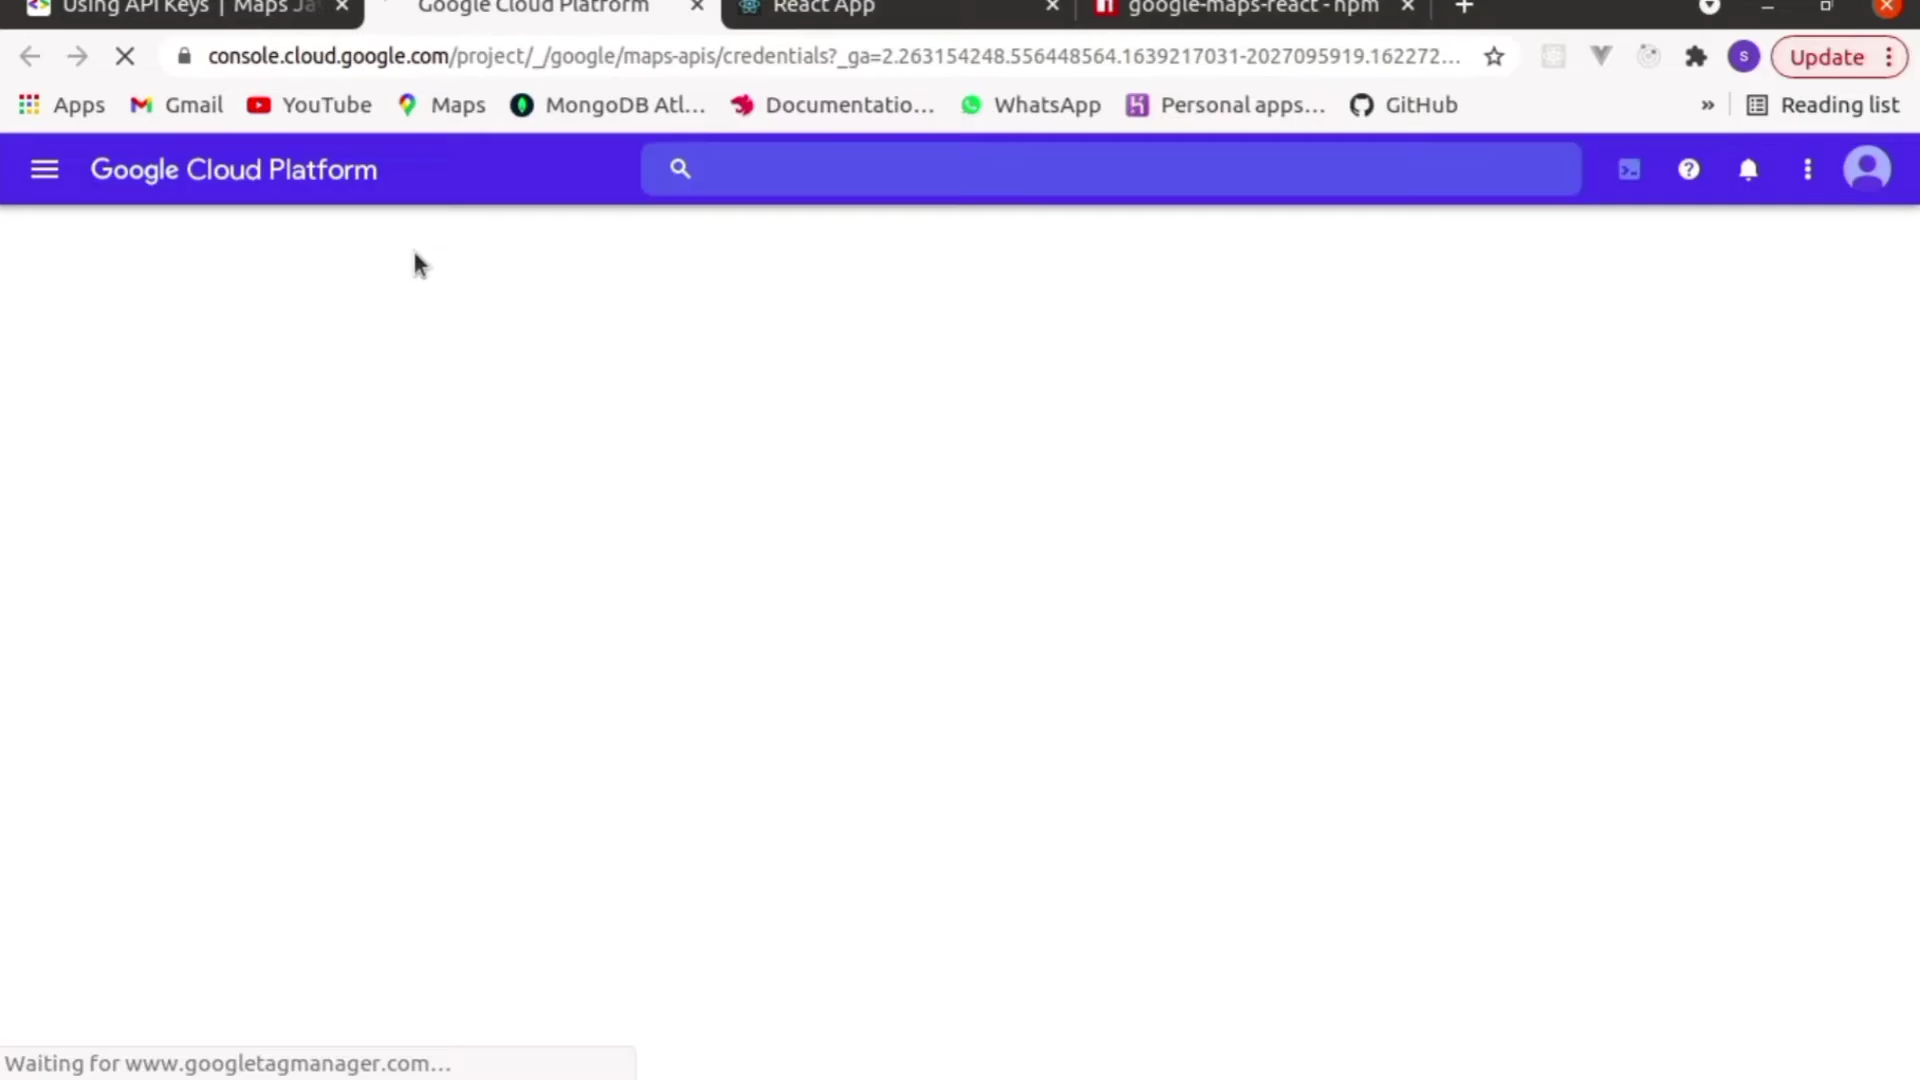 Using API Keys | Maps Ja
Google Cloud Platform
React App
google-maps-react - npm
console.cloud.google.com/project/_/google/maps-apis/credentials?_ga=2.263154248.556448564.1639217031-2027095919.162272...
S
Update
Apps
Gmail
YouTube
Maps
MongoDB Atl...
Documentatio...
WhatsApp
Personal apps...
GitHub
»
Reading list
Google Cloud Platform
Waiting for www.googletagmanager.com...